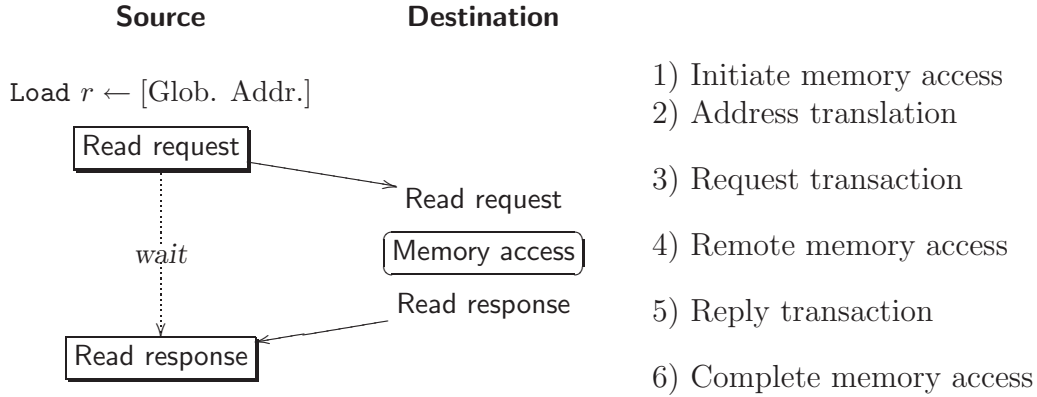 Source Destination
Load r ← [Glob. Addr.]
Read request
Read request
wait
Memory access
Read response
Read response
1) Initiate memory access
2) Address translation
3) Request transaction
4) Remote memory access
5) Reply transaction
6) Complete memory access